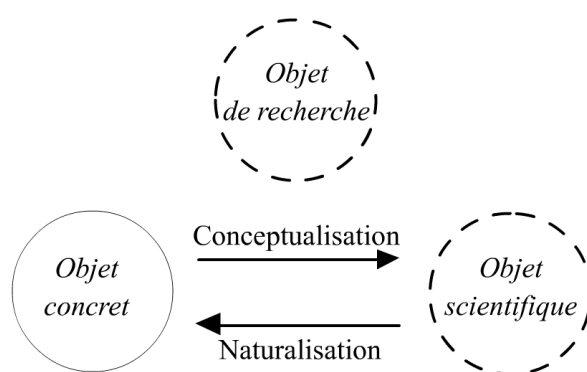 Objet
de recherche
Conceptualisation
Objet
concret
Objet
scientifique
Naturalisation